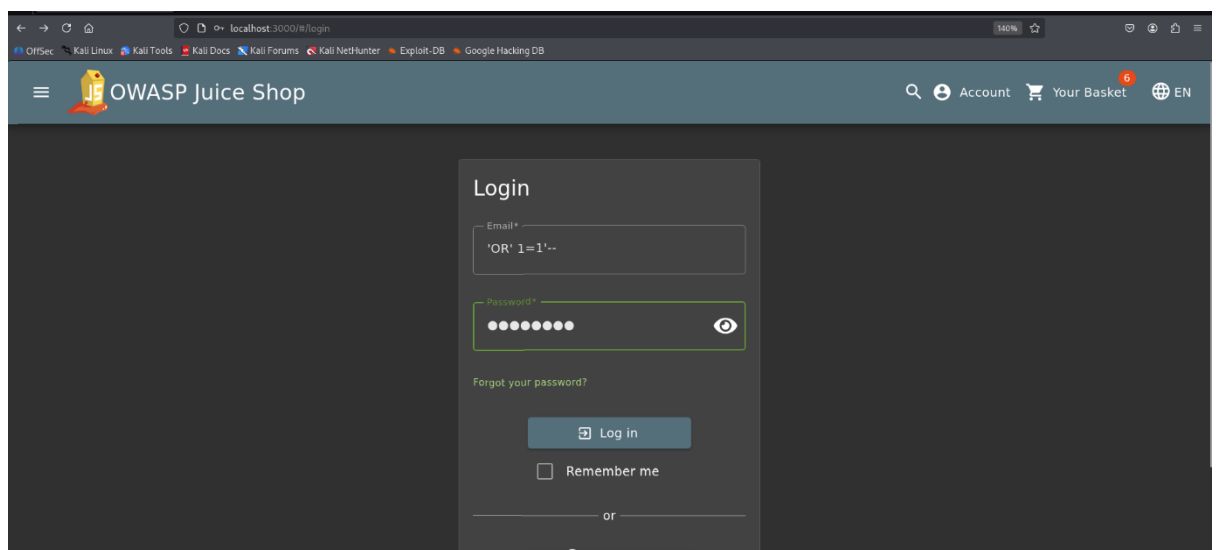 localhost:3000/#/login
140%
OffSec Kali Linux Kali Tools Kali Docs Kali Forums Kali NetHunter Exploit-DB Google Hacking DB
JS OWASP Juice Shop
Account
6
Your Basket
EN
Login
Email*
'OR' 1=1'--
Password*
Forgot your password?
Log in
Remember me
or